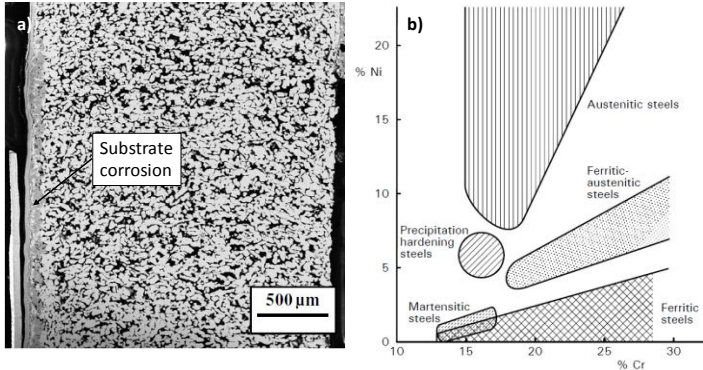 a)
Substrate
corrosion
500 µm
b)
20
% Ni
15
10
5
0
Austenitic steels
Ferritic-
austenitic
steels
Precipitation
hardening
steels
Martensitic
steels
Ferritic
steels
10
15
20
25
30
% Cr